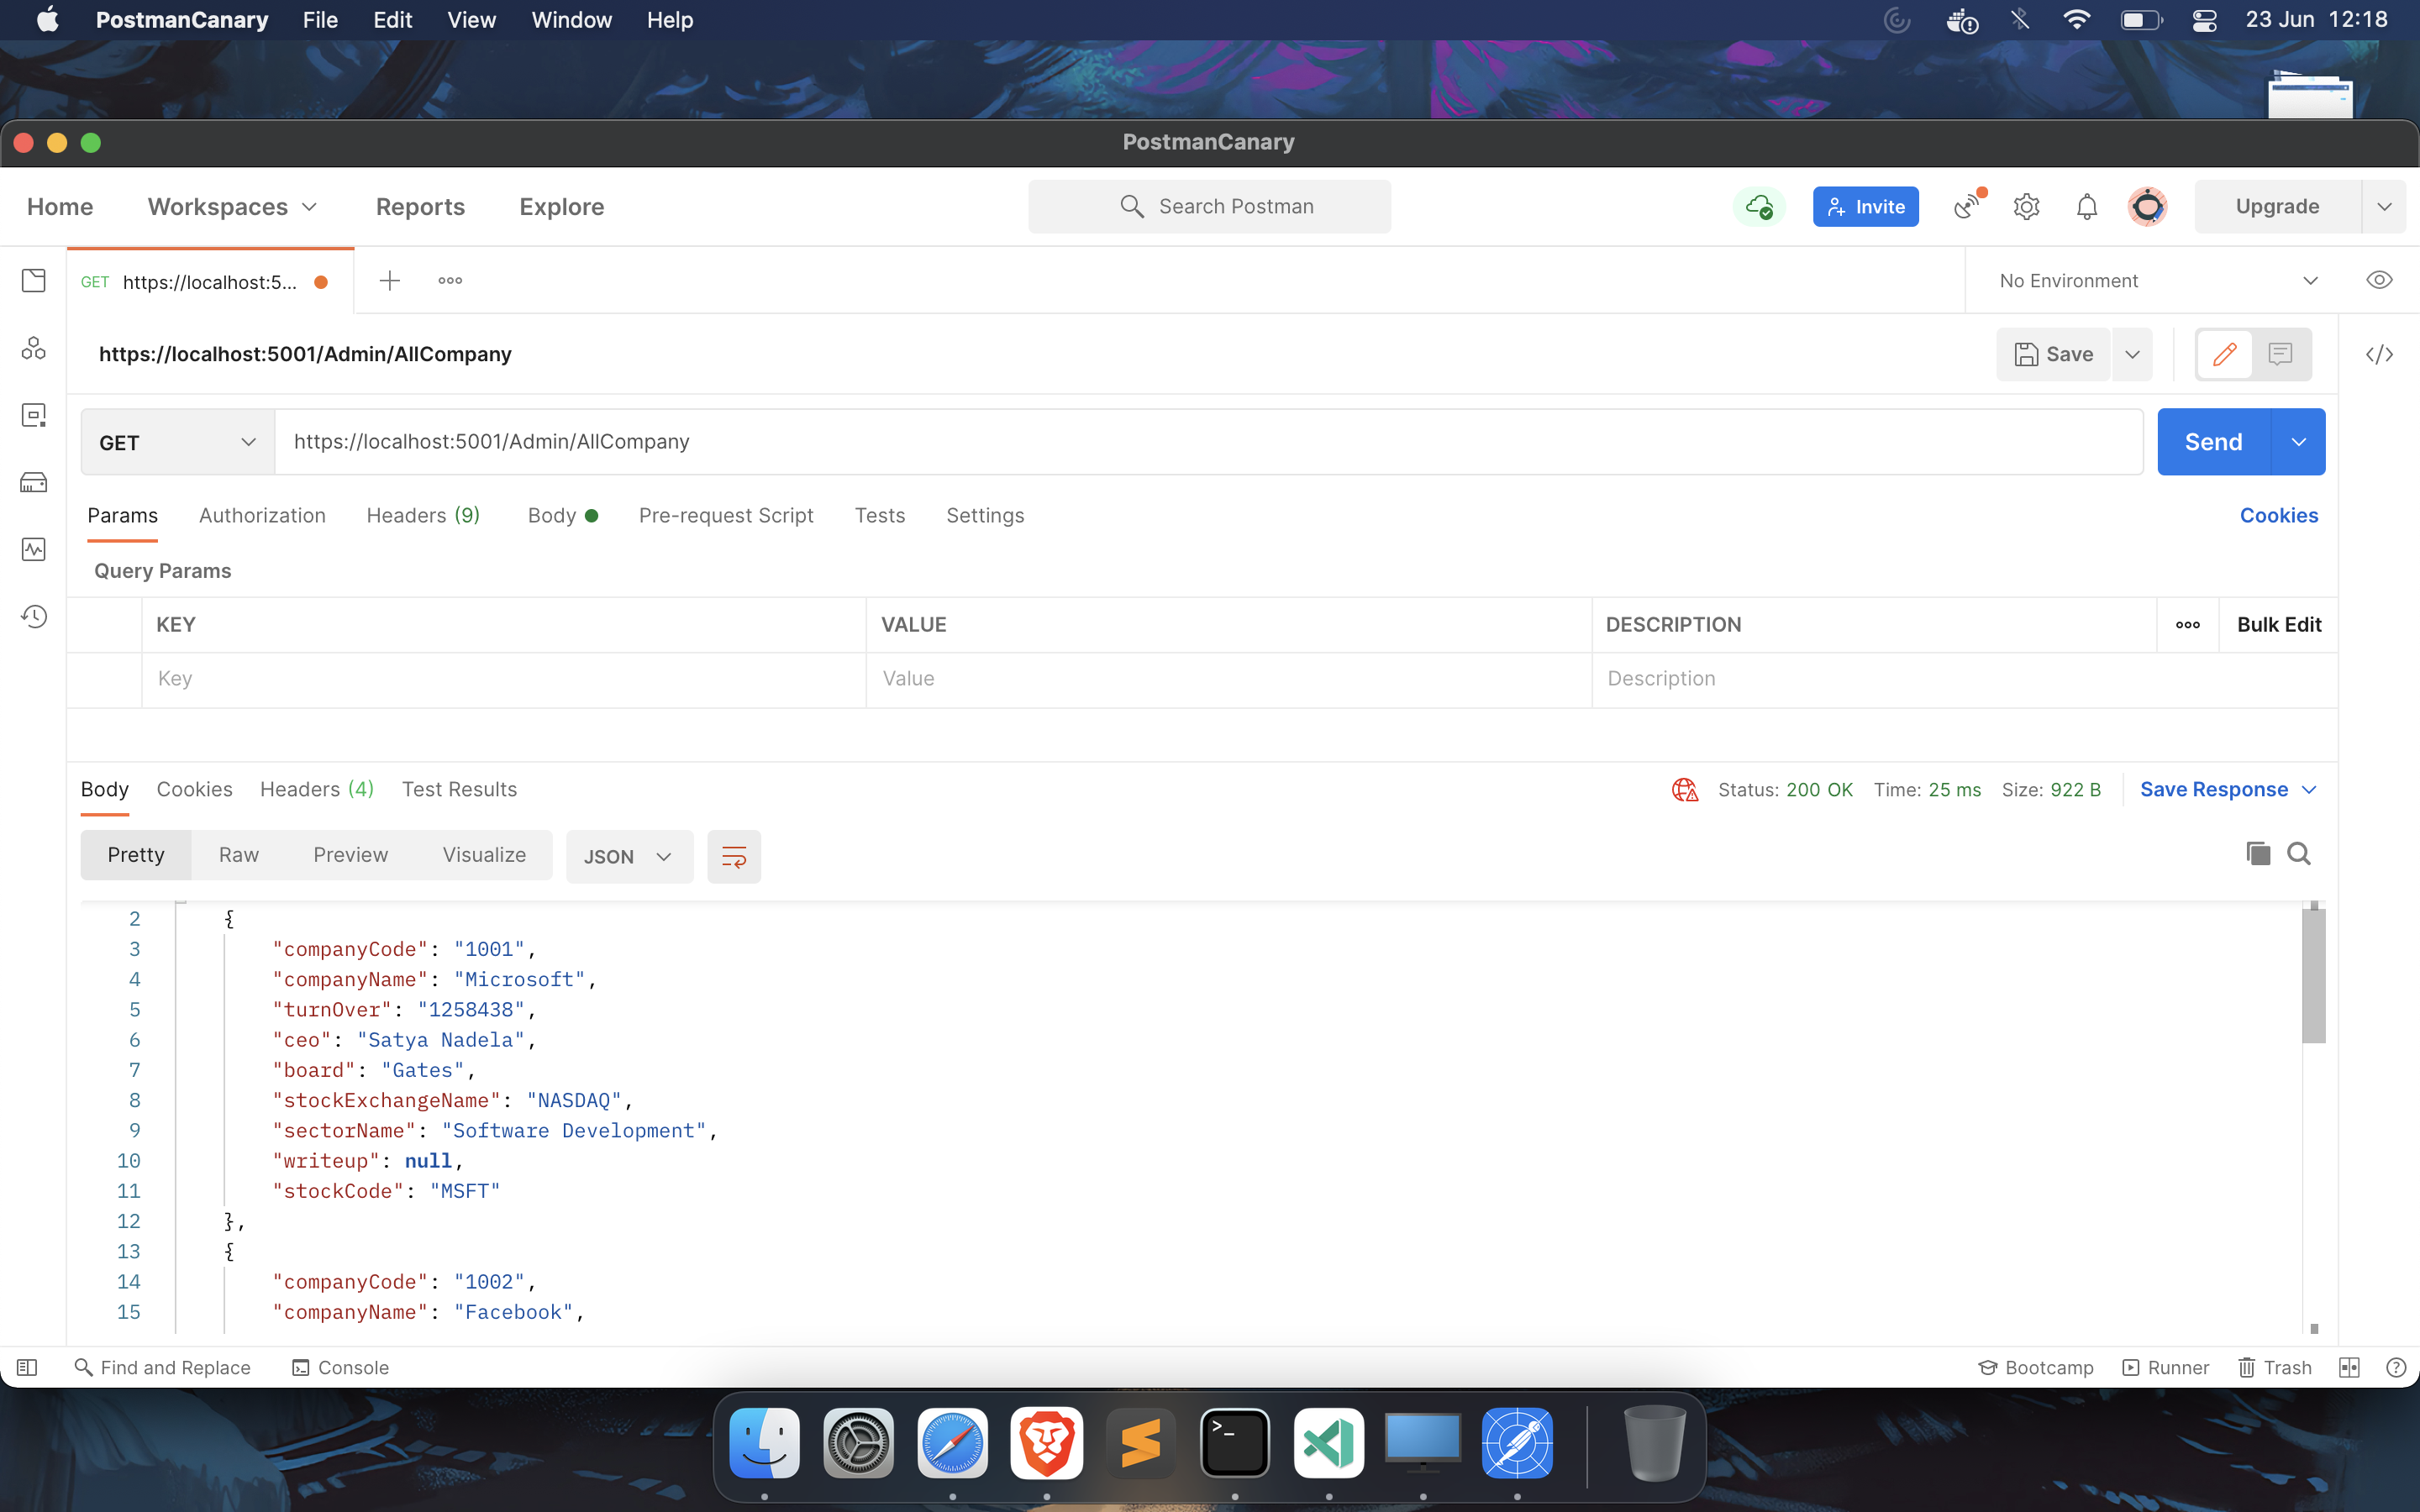 PostmanCanary File Edit View Window Help 23 Jun 12:18
PostmanCanary
Home Workspaces Reports Explore Search Postman Invite Upgrade
GET https://localhost:5... No Environment
https://localhost:5001/Admin/AllCompany Save
GET https://localhost:5001/Admin/AllCompany Send
Params Authorization Headers (9) Body Pre-request Script Tests Settings Cookies
Query Params
KEY VALUE DESCRIPTION Bulk Edit
Key Value Description
Body Cookies Headers (4) Test Results Status: 200 OK Time: 25 ms Size: 922 B Save Response
Pretty Raw Preview Visualize JSON
2 {
3 "companyCode": "1001",
4 "companyName": "Microsoft",
5 "turnOver": "1258438",
6 "ceo": "Satya Nadela",
7 "board": "Gates",
8 "stockExchangeName": "NASDAQ",
9 "sectorName": "Software Development",
10 "writeup": null,
11 "stockCode": "MSFT"
12 },
13 {
14 "companyCode": "1002",
15 "companyName": "Facebook",
Find and Replace Console Bootcamp Runner Trash